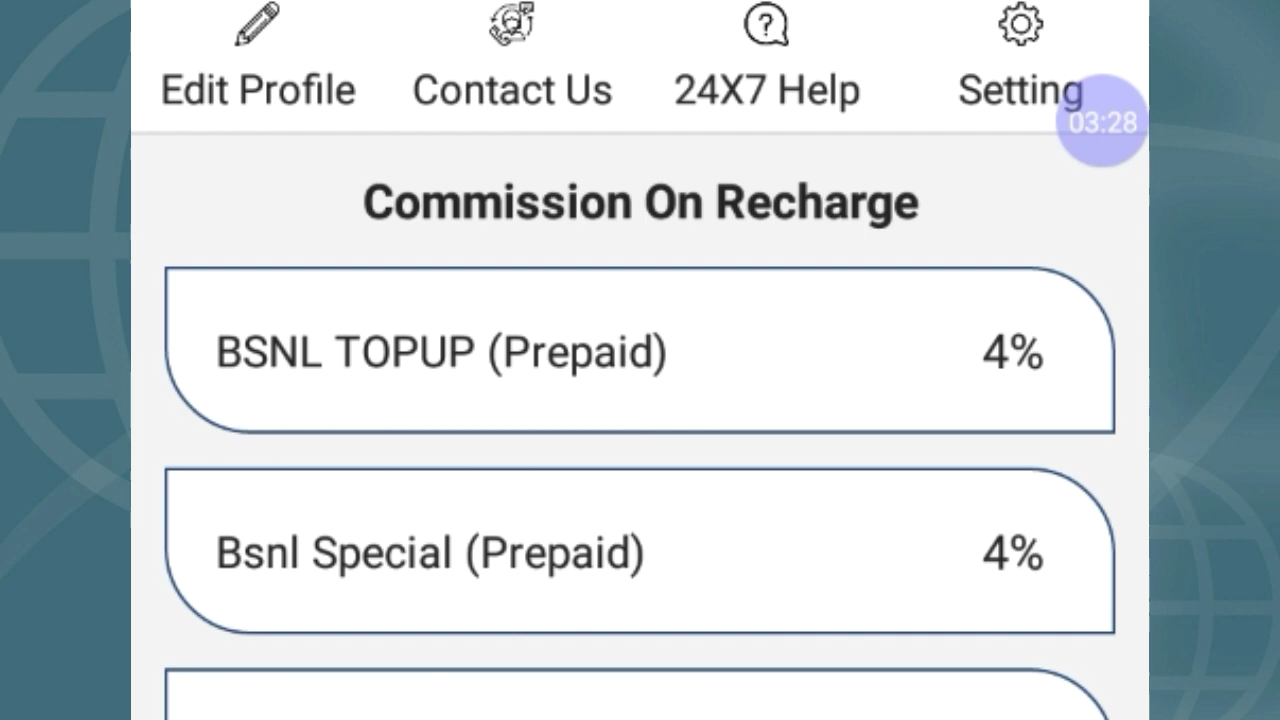 Edit Profile Contact Us 24X7 Help Setting
03:28
Commission On Recharge
BSNL TOPUP (Prepaid) 4%
Bsnl Special (Prepaid) 4%